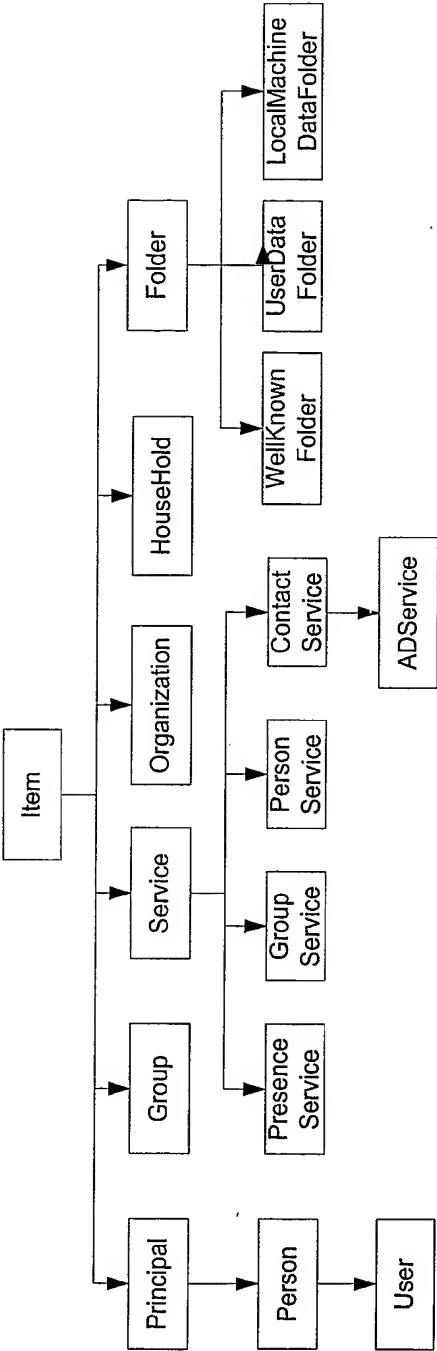 Item
Principal
Group
Service
Organization
HouseHold
Folder
Person
Presence
Service
Group
Service
Person
Service
Contact
Service
WellKnown
Folder
UserData
Folder
LocalMachine
DataFolder
User
ADService